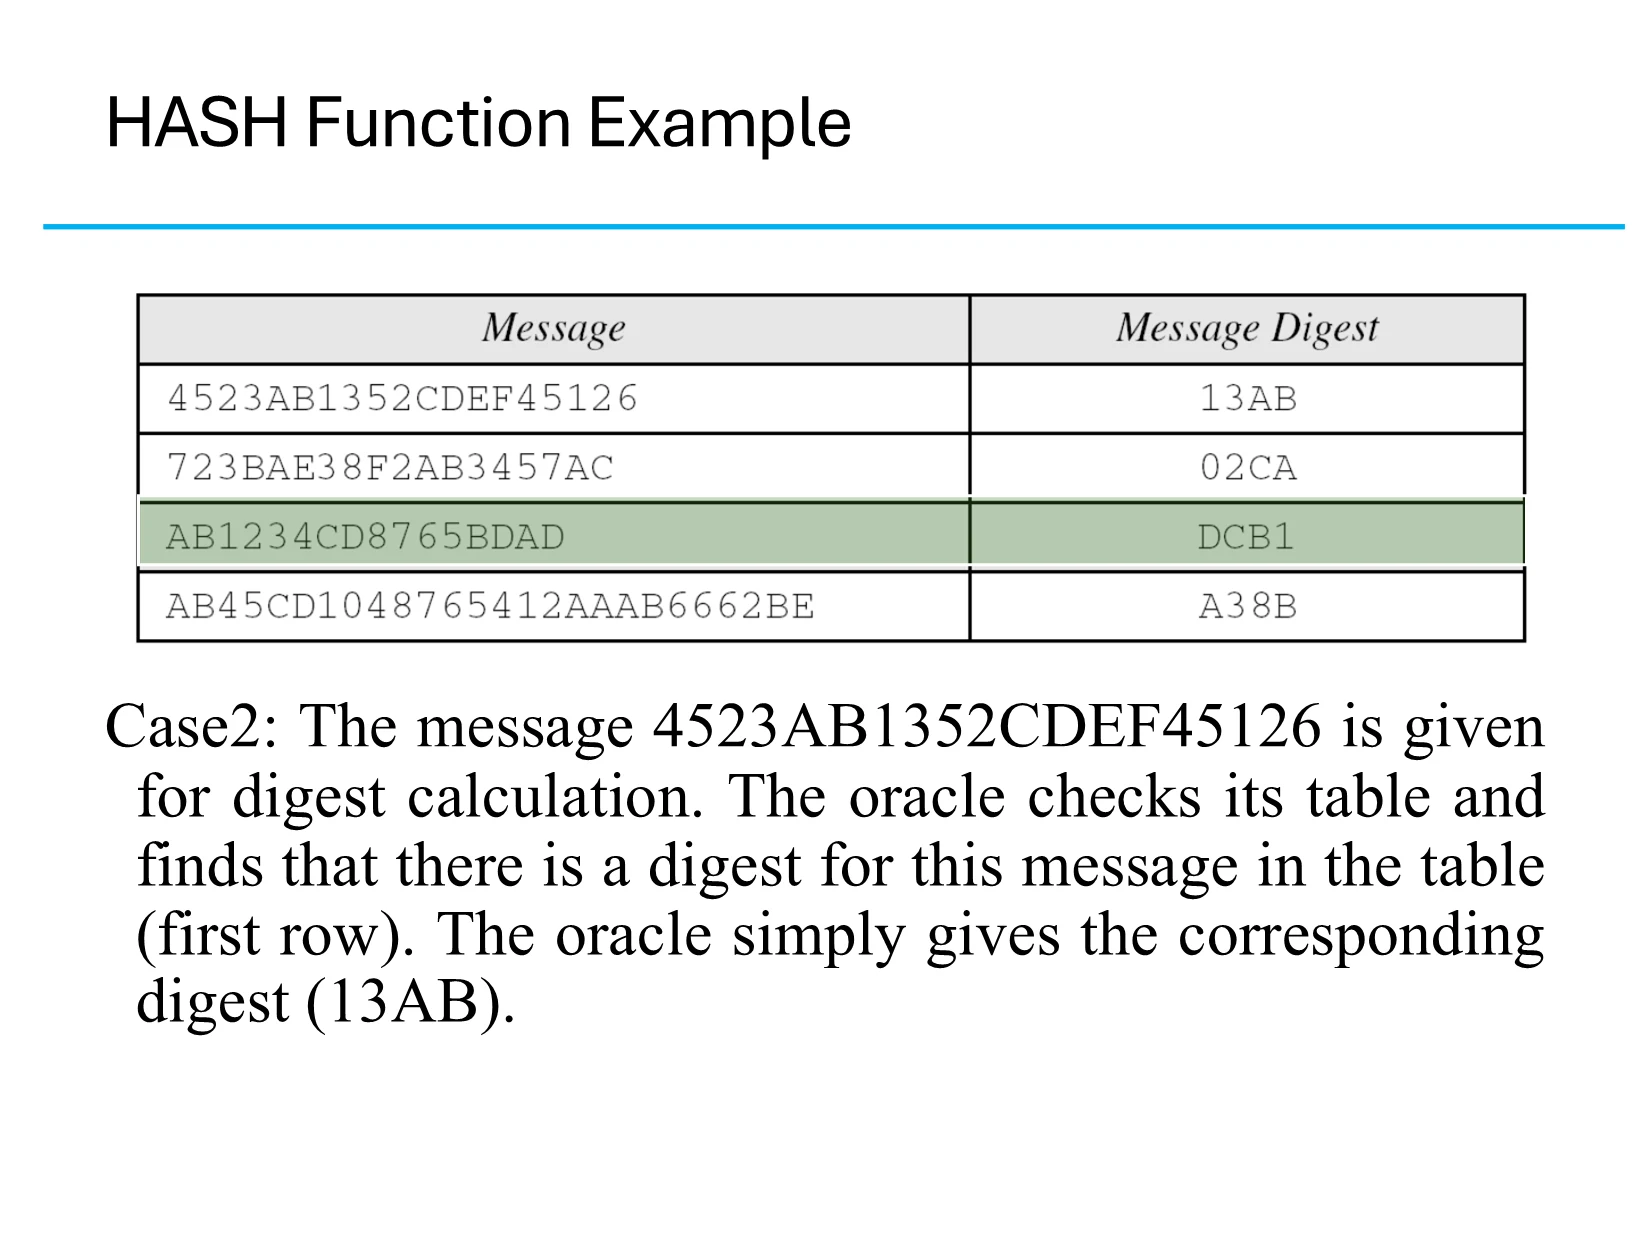 HASH Function Example
Message Message Digest
4523AB1352CDEF45126 13AB
723BAE38F2AB3457AC 02CA
AB1234CD8765BDAD DCB1
AB45CD1048765412AAAB6662BE A38B
Case2: The message 4523AB1352CDEF45126 is given
for digest calculation. The oracle checks its table and
finds that there is a digest for this message in the table
(first row). The oracle simply gives the corresponding
digest (13AB).